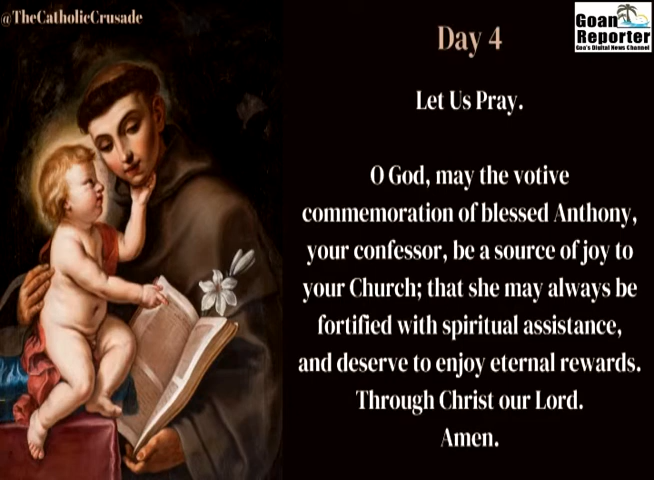 @TheCatholicCrusade
Goan
Reporter
Goa's Digital News Channel
Day 4
Let Us Pray.
O God, may the votive
commemoration of blessed Anthony,
your confessor, be a source of joy to
your Church; that she may always be
fortified with spiritual assistance,
and deserve to enjoy eternal rewards.
Through Christ our Lord.
Amen.